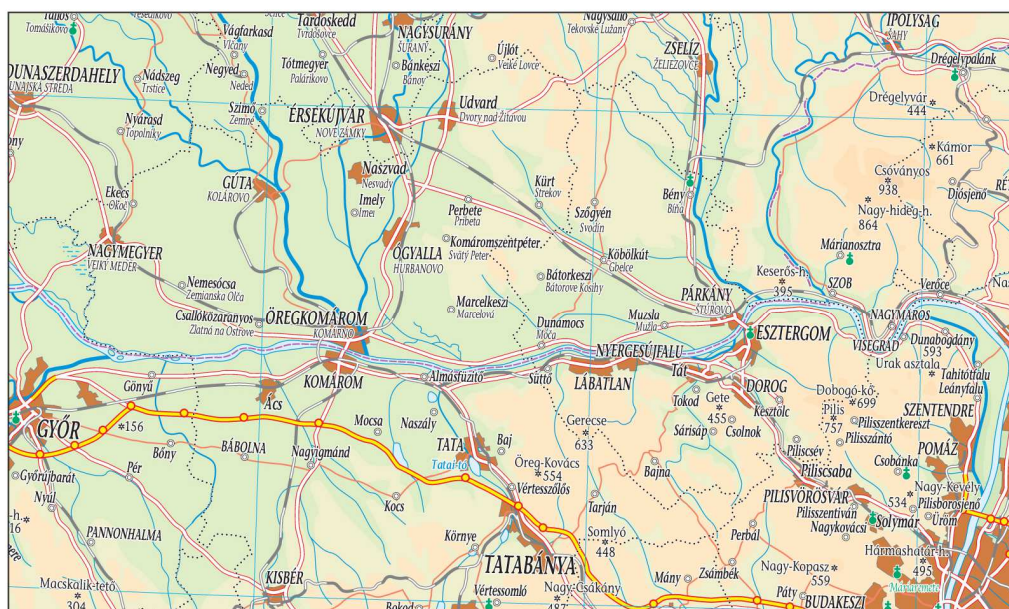 Tallós
Tomášikovo
Vágfarkasd
Vlčany
Tardoskedd
Tvrdošovce
NAGYSURÁNY
ŠURANY
Nagysalló
Tekovské Lužany
IPOLYSÁG
ŠAHY
Negyed
Neded
Tótmegyer
Palárikovo
Bánkeszi
Bánov
Újlót
Veľké Lovce
ZSELÍZ
ŽELIEZOVCE
Drégelypalánk
DUNASZERDAHELY
DUNAJSKÁ STREDA
Nádszeg
Trstice
Szímő
Zemné
ÉRSEKÚJVÁR
NOVÉ ZÁMKY
Udvard
Dvory nad Žitavou
Drégelyvár
444
Nyárasd
Topoľníky
Kámor
661
Naszvad
Nesvady
GÚTA
KOLÁROVO
Kürt
Strekov
Bény
Bíňa
Csóványos
938
Diósjenő
Ekecs
Okoč
Imely
Imeľ
Perbete
Pribeta
Szőgyén
Svodín
Nagy-hideg-h.
864
ÓGYALLA
HURBANOVO
Komáromszentpéter
Svätý Peter
NAGYMEGYER
VEĽKÝ MEDER
Köbölkút
Gbelce
Márianosztra
Bátorkeszi
Bátorove Kosihy
Keserős-h.
395
Nemesócsa
Zemianska Olča
SZOB
Verőce
PÁRKÁNY
ŠTÚROVO
Marcelkeszi
Marcelová
Csallóközaranyos
Zlatná na Ostrove
ÖREGKOMÁROM
KOMÁRNO
Muzsla
Mužla
NAGYMAROS
Dunamocs
Moča
ESZTERGOM
VISEGRÁD
Dunabogdány
593
Urak asztala
NYERGESÚJFALU
KOMÁROM
Almásfüzitő
Süttő
LÁBATLAN
Tát
Tahitótfalu
Leányfalu
Gönyű
DOROG
Dobogó-kő
699
Ács
Tokod
Gete
455
Kesztölc
Pilis
757
Pilisszentkereszt
SZENTENDRE
GYŐR
156
Mocsa
Naszály
Gerecse
633
Sárisáp
Csolnok
Pilisszántó
BÁBOLNA
TATA
Baj
Piliscsév
POMÁZ
Bőny
Csobánka
Nagyigmánd
Tatai-tó
Öreg-Kovács
554
Bajna
Piliscsaba
Győrújbarát
Pér
Vértesszőlős
PILISVÖRÖSVÁR
Nagy-Kevély
534
Pilisborosjenő
Nyúl
Kocs
Tarján
Pilisszentiván
Solymár
Üröm
Nagykovácsi
PANNONHALMA
Környe
Somlyó
448
Perbál
Hármashatár-h.
495
TATABÁNYA
Zsámbék
Nagy-Kopasz
559
Mány
KISBÉR
Macskalik-tető
304
Vértessomló
Nagy-Csákány
487
Páty
BUDAKESZI
Bokod